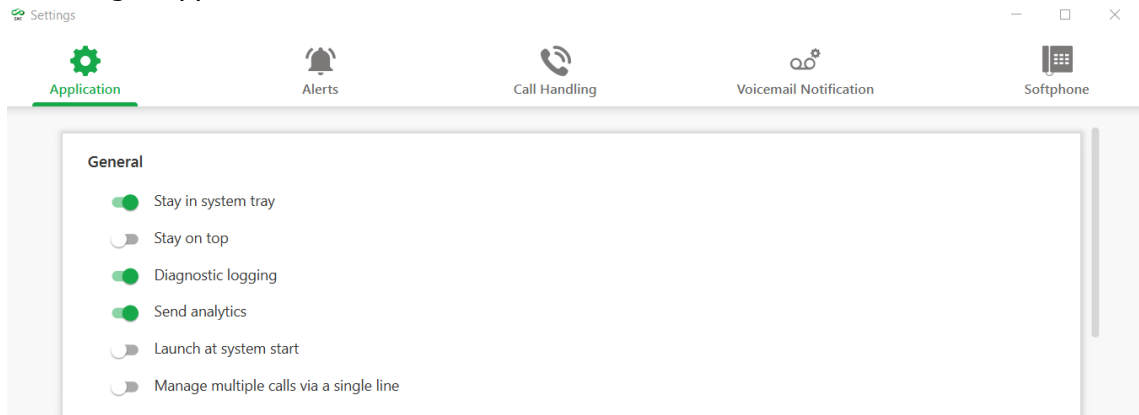 Settings
Application Alerts Call Handling Voicemail Notification Softphone
General
Stay in system tray
Stay on top
Diagnostic logging
Send analytics
Launch at system start
Manage multiple calls via a single line